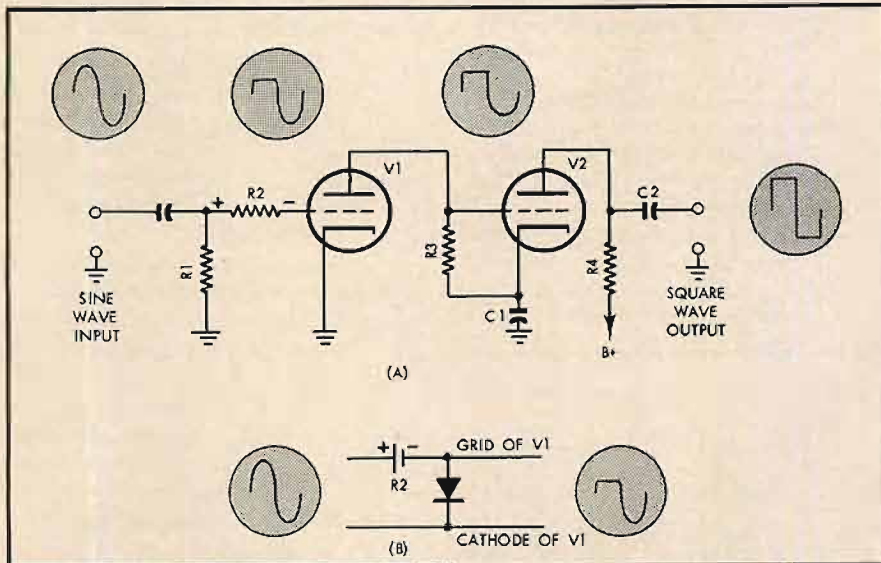 V1
V2
R2
C2
+
-
R1
R3
R4
C1
SINE
WAVE
INPUT
SQUARE
WAVE
OUTPUT
B+
(A)
+
-
GRID OF V1
R2
CATHODE OF V1
(B)